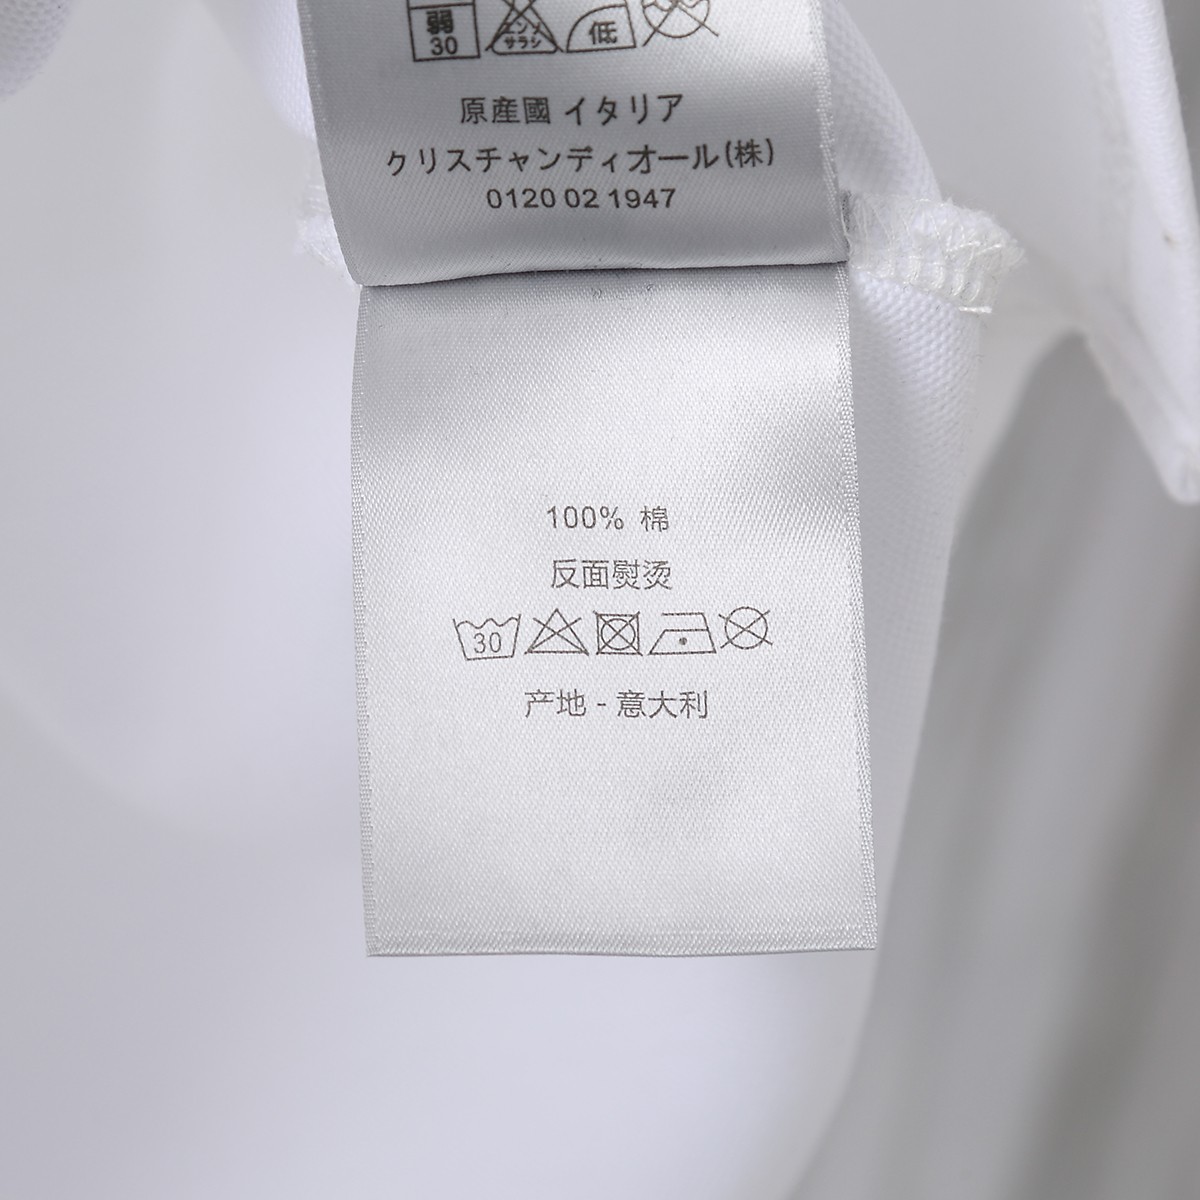 弱
30
エンソ
サラシ
低
原産國 イタリア
クリスチャンディオール(株)
0120 02 1947
100% 棉
反面熨烫
30
产地 - 意大利